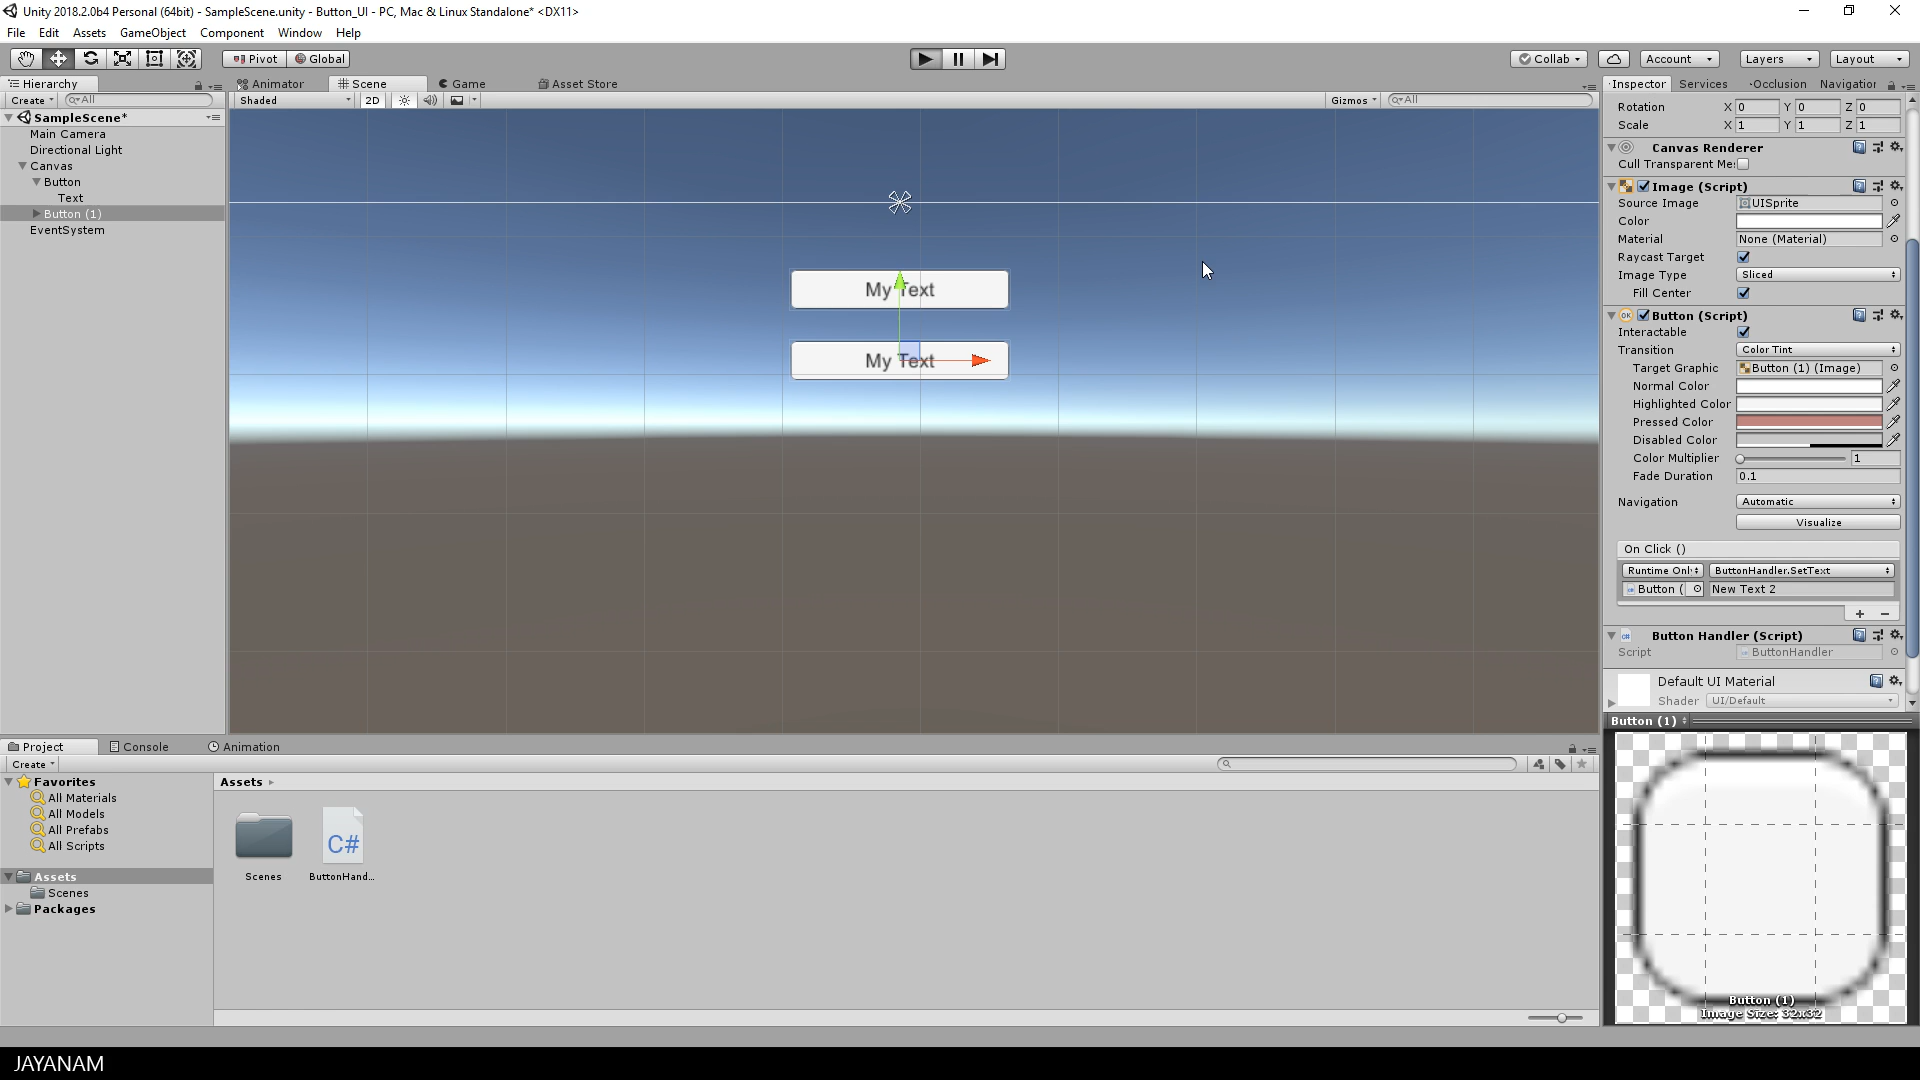 Unity 2018.2.0b4 Personal (64bit) - SampleScene.unity - Button_UI - PC, Mac & Linux Standalone* <DX11>
File Edit Assets GameObject Component Window Help
Pivot Global Collab Account Layers Layout
Hierarchy
Create All
SampleScene*
Main Camera
Directional Light
Canvas
Button
Text
Button (1)
EventSystem
Animator Scene Game Asset Store
Shaded 2D Gizmos All
My Text
My Text
Inspector Services Occlusion Navigation
Rotation X 0 Y 0 Z 0
Scale X 1 Y 1 Z 1
Canvas Renderer
Cull Transparent Me:
Image (Script)
Source Image UISprite
Color
Material None (Material)
Raycast Target
Image Type Sliced
Fill Center
OK Button (Script)
Interactable
Transition Color Tint
Target Graphic Button (1) (Image)
Normal Color
Highlighted Color
Pressed Color
Disabled Color
Color Multiplier 1
Fade Duration 0.1
Navigation Automatic
Visualize
On Click ()
Runtime Onl ButtonHandler.SetText
Button ( New Text 2
+ −
C# Button Handler (Script)
Script ButtonHandler
Default UI Material
Shader UI/Default
Button (1)
Button (1)
Image Size: 32x32
Project Console Animation
Create
Favorites
All Materials
All Models
All Prefabs
All Scripts
Assets
Scenes
Packages
Assets
C#
Scenes ButtonHand...
JAYANAM